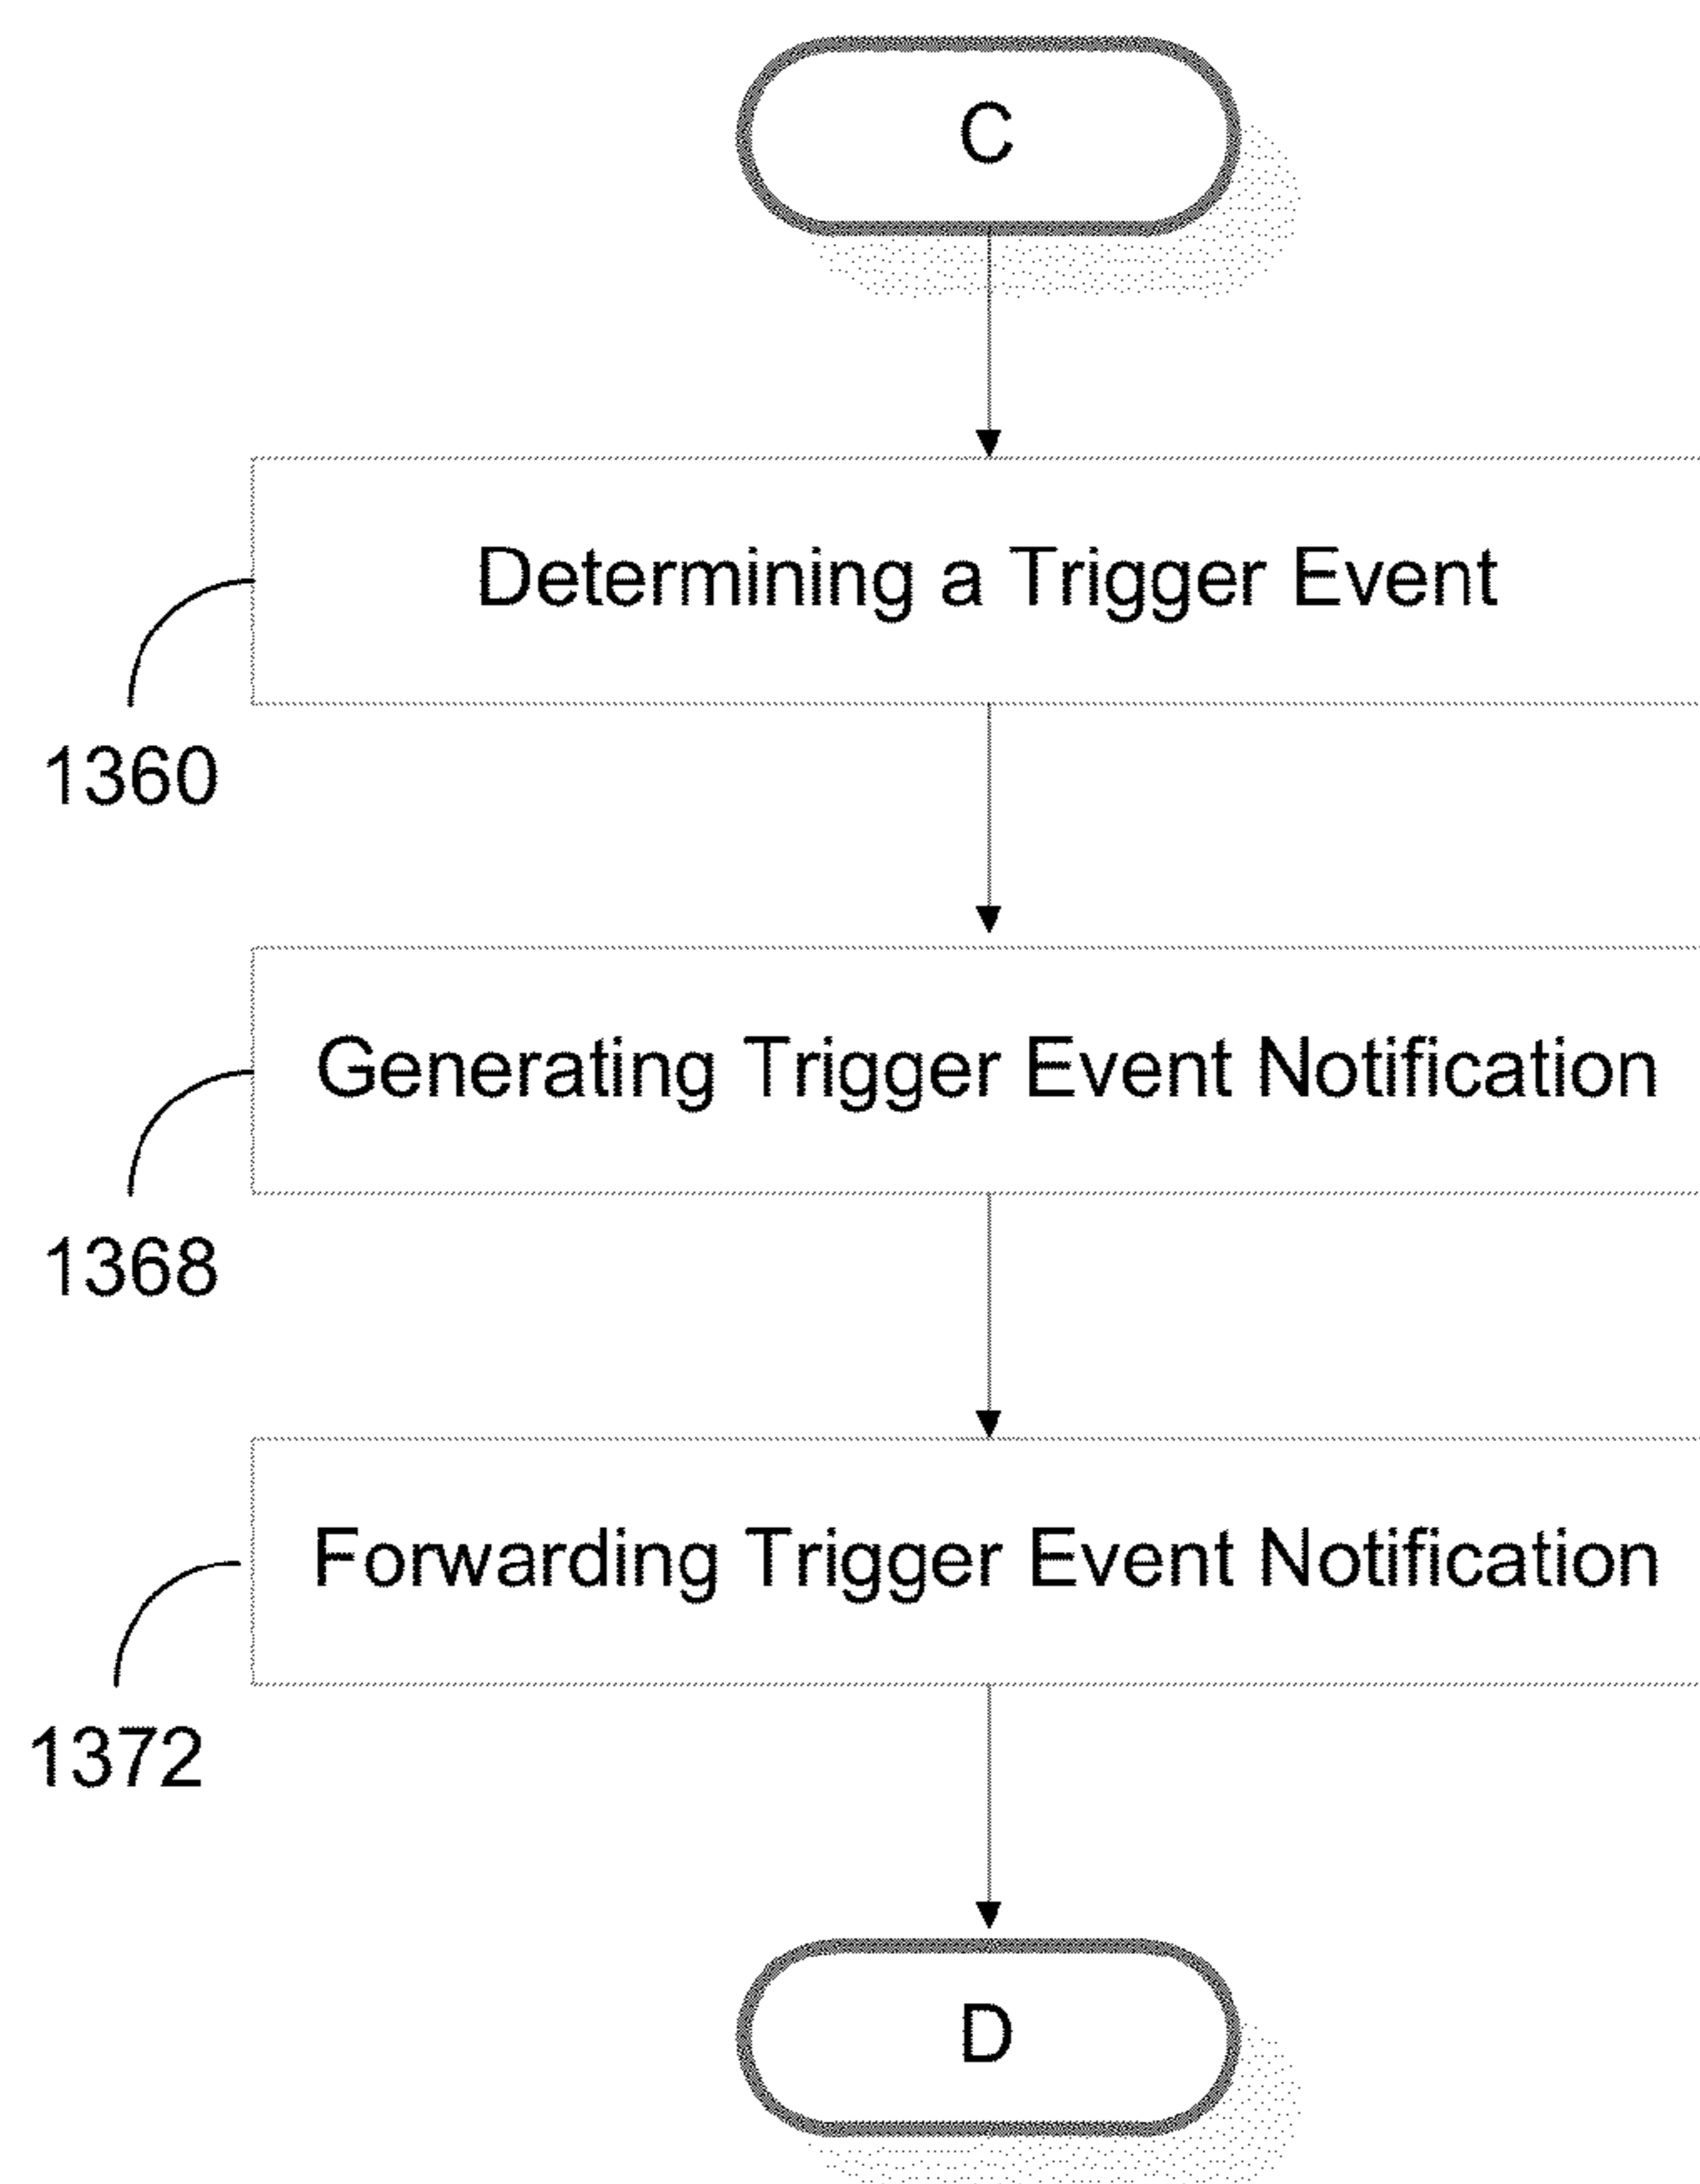 C
Determining a Trigger Event
1360
Generating Trigger Event Notification
1368
Forwarding Trigger Event Notification
1372
D